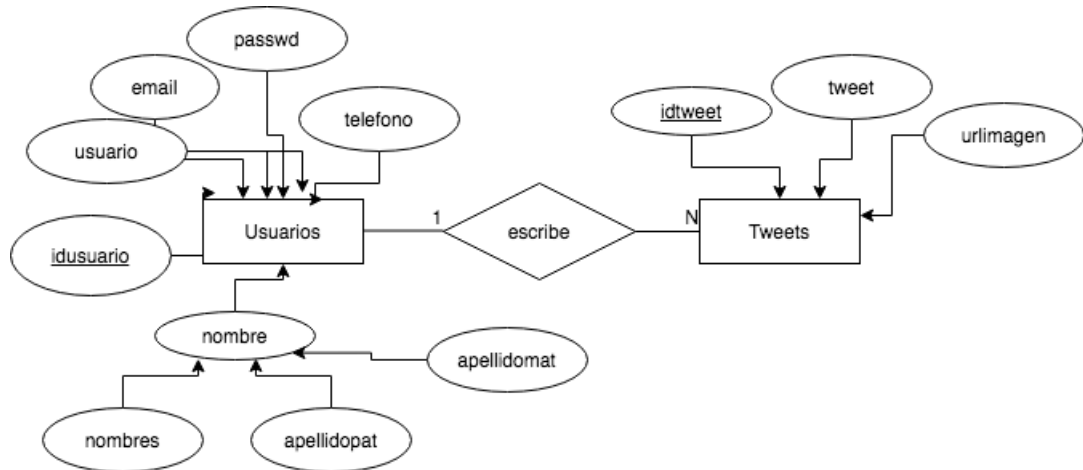 passwd
email
usuario
telefono
idusuario
Usuarios
1
escribe
N
idtweet
tweet
urlimagen
Tweets
nombre
apellidomat
nombres
apellidopat